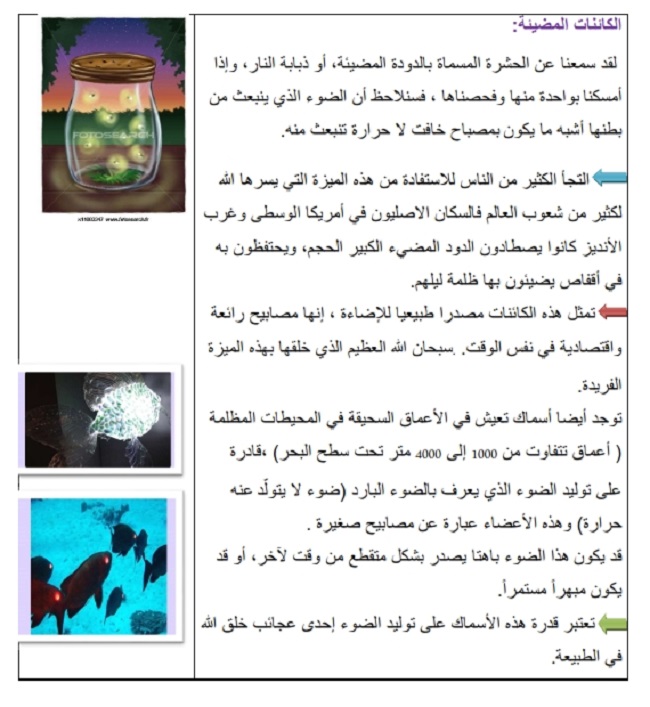 الكائنات المضيئة:
لقد سمعنا عن الحشرة المسماة بالدودة المضيئة، أو ذبابة النار، وإذا
أمسكنا بواحدة منها وفحصناها ، فسنلاحظ أن الضوء الذي ينبعث من
بطنها أشبه ما يكون بمصباح خافت لا حرارة تنبعث منه.
التجأ الكثير من الناس للاستفادة من هذه الميزة التي يسرها الله
لكثير من شعوب العالم فالسكان الاصليون في أمريكا الوسطى وغرب
الأنديز كانوا يصطادون الدود المضيء الكبير الحجم، ويحتفظون به
في أقفاص يضيئون بها ظلمة ليلهم.
تمثل هذه الكائنات مصدرا طبيعيا للإضاءة ، إنها مصابيح رائعة
واقتصادية في نفس الوقت. .سبحان الله العظيم الذي خلقها بهذه الميزة
الفريدة.
توجد أيضا أسماك تعيش في الأعماق السحيقة في المحيطات المظلمة
( أعماق تتفاوت من 1000 إلى 4000 متر تحت سطح البحر) ،قادرة
على توليد الضوء الذي يعرف بالضوء البارد (ضوء لا يتولّد عنه
حرارة) وهذه الأعضاء عبارة عن مصابيح صغيرة .
قد يكون هذا الضوء باهتا يصدر بشكل متقطع من وقت لآخر، أو قد
يكون مبهراً مستمراً.
تعتبر قدرة هذه الأسماك على توليد الضوء إحدى عجائب خلق الله
في الطبيعة.
FOTOSEARCH